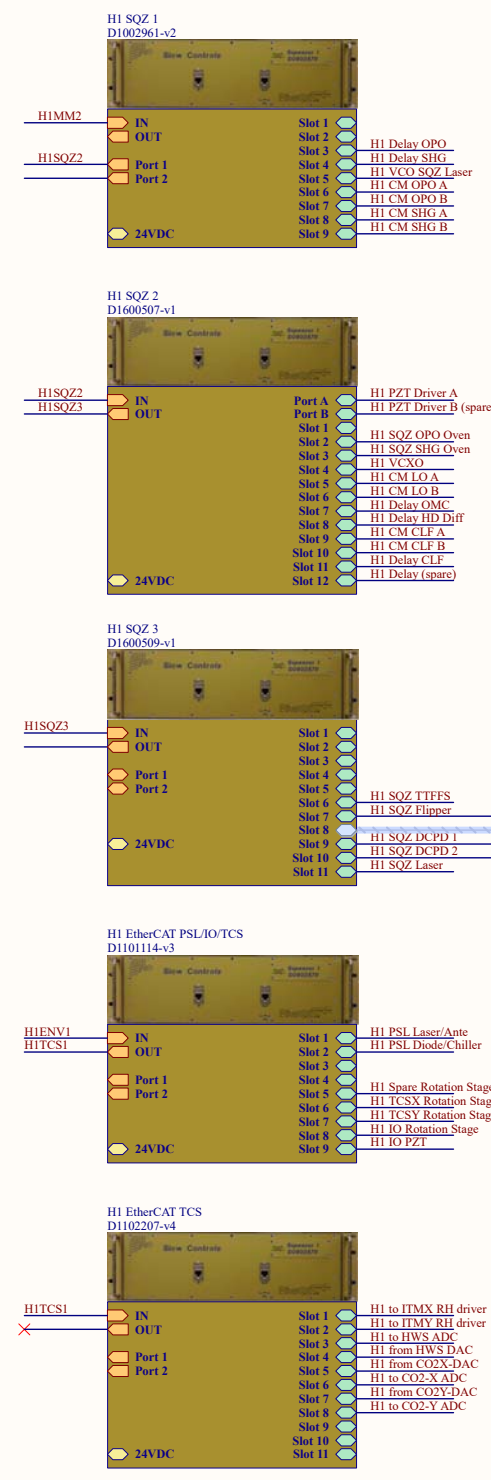 H1 SQZ 1
D1002961-v2
Slow Controls
H1MM2 IN Slot 1
OUT Slot 2
Slot 3 H1 Delay OPO
H1SQZ2 Port 1 Slot 4 H1 Delay SHG
Port 2 Slot 5 H1 VCO SQZ Laser
Slot 6 H1 CM OPO A
Slot 7 H1 CM OPO B
Slot 8 H1 CM SHG A
24VDC Slot 9 H1 CM SHG B
H1 SQZ 2
D1600507-v1
Slow Controls
H1SQZ2 IN Port A H1 PZT Driver A
H1SQZ3 OUT Port B H1 PZT Driver B (spare
Slot 1
Slot 2 H1 SQZ OPO Oven
Slot 3 H1 SQZ SHG Oven
Slot 4 H1 VCXO
Slot 5 H1 CM LO A
Slot 6 H1 CM LO B
Slot 7 H1 Delay OMC
Slot 8 H1 Delay HD Diff
Slot 9 H1 CM CLF A
Slot 10 H1 CM CLF B
Slot 11 H1 Delay CLF
24VDC Slot 12 H1 Delay (spare)
H1 SQZ 3
D1600509-v1
Slow Controls
H1SQZ3 IN Slot 1
OUT Slot 2
Slot 3
Port 1 Slot 4
Port 2 Slot 5
Slot 6 H1 SQZ TTFFS
Slot 7 H1 SQZ Flipper
Slot 8
24VDC Slot 9 H1 SQZ DCPD 1
Slot 10 H1 SQZ DCPD 2
Slot 11 H1 SQZ Laser
H1 EtherCAT PSL/IO/TCS
D1101114-v3
Slow Controls
H1ENV1 IN Slot 1 H1 PSL Laser/Ante
H1TCS1 OUT Slot 2 H1 PSL Diode/Chiller
Slot 3
Port 1 Slot 4
Port 2 Slot 5 H1 Spare Rotation Stage
Slot 6 H1 TCSX Rotation Stag
Slot 7 H1 TCSY Rotation Stag
Slot 8 H1 IO Rotation Stage
24VDC Slot 9 H1 IO PZT
H1 EtherCAT TCS
D1102207-v4
Slow Controls
H1TCS1 IN Slot 1 H1 to ITMX RH driver
OUT Slot 2 H1 to ITMY RH driver
Slot 3 H1 to HWS ADC
Port 1 Slot 4 H1 from HWS DAC
Port 2 Slot 5 H1 from CO2X-DAC
Slot 6 H1 to CO2-X ADC
Slot 7 H1 from CO2Y-DAC
Slot 8 H1 to CO2-Y ADC
Slot 9
Slot 10
24VDC Slot 11